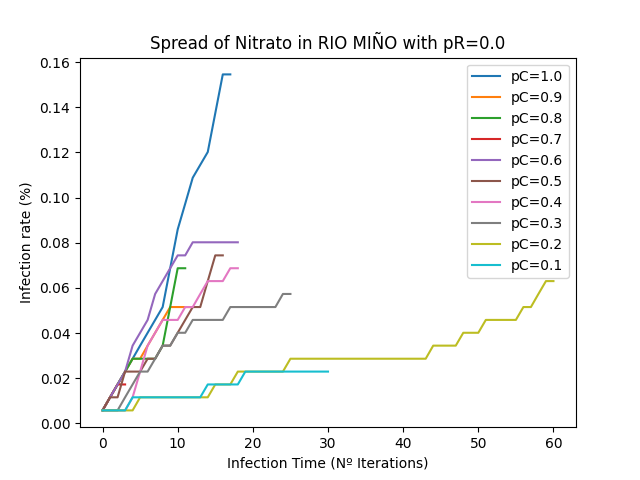 Spread of Nitrato in RIO MIÑO with pR=0.0
Infection rate (%)
0.16
0.14
0.12
0.10
0.08
0.06
0.04
0.02
0.00
pC=1.0
pC=0.9
pC=0.8
pC=0.7
pC=0.6
pC=0.5
pC=0.4
pC=0.3
pC=0.2
pC=0.1
0 10 20 30 40 50 60
Infection Time (Nº Iterations)